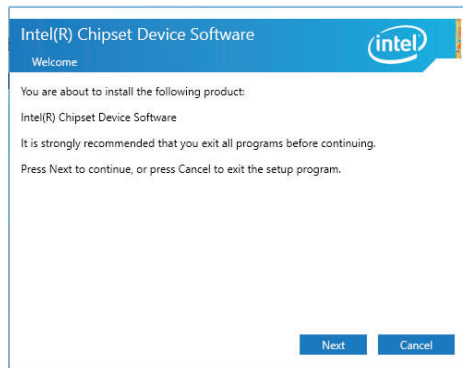 Intel(R) Chipset Device Software
intel
Welcome
You are about to install the following product:
Intel(R) Chipset Device Software
It is strongly recommended that you exit all programs before continuing.
Press Next to continue, or press Cancel to exit the setup program.
Next Cancel